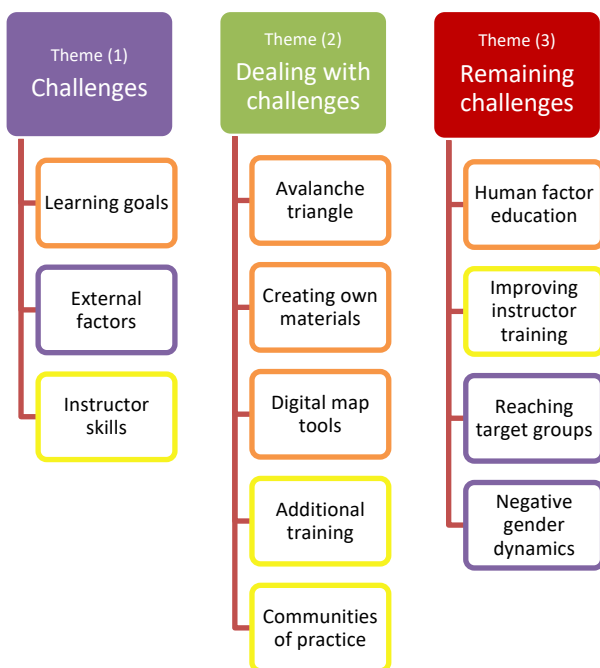 Theme (1)
Challenges
Learning goals
External
factors
Instructor
skills
Theme (2)
Dealing with
challenges
Avalanche
triangle
Creating own
materials
Digital map
tools
Additional
training
Communities
of practice
Theme (3)
Remaining
challenges
Human factor
education
Improving
instructor
training
Reaching
target groups
Negative
gender
dynamics